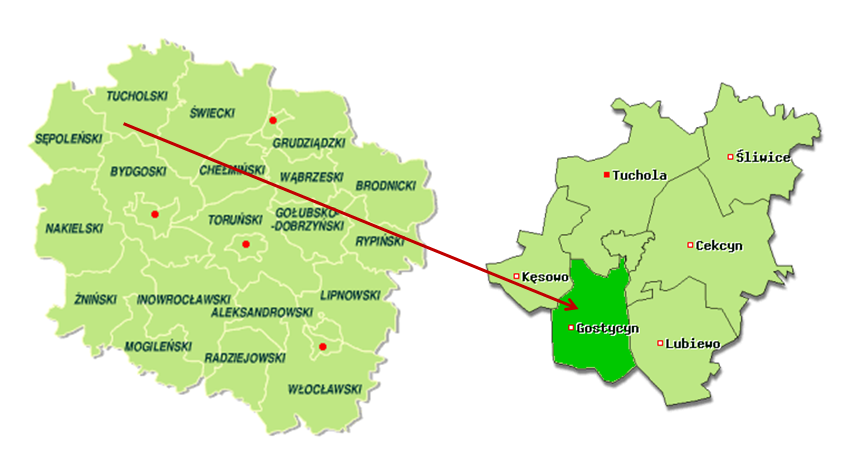 TUCHOLSKI
ŚWIECKI
SĘPOLEŃSKI
GRUDZIĄDZKI
BYDGOSKI
CHEŁMIŃSKI
WĄBRZESKI
BRODNICKI
NAKIELSKI
TORUŃSKI
GOŁUBSKO-
-DOBRZYŃSKI
RYPIŃSKI
ŻNIŃSKI
INOWROCŁAWSKI
LIPNOWSKI
ALEKSANDROWSKI
MOGILEŃSKI
RADZIEJOWSKI
WŁOCŁAWSKI
Śliwice
Tuchola
Cekcyn
Kęsowo
Gostycyn
Lubiewo